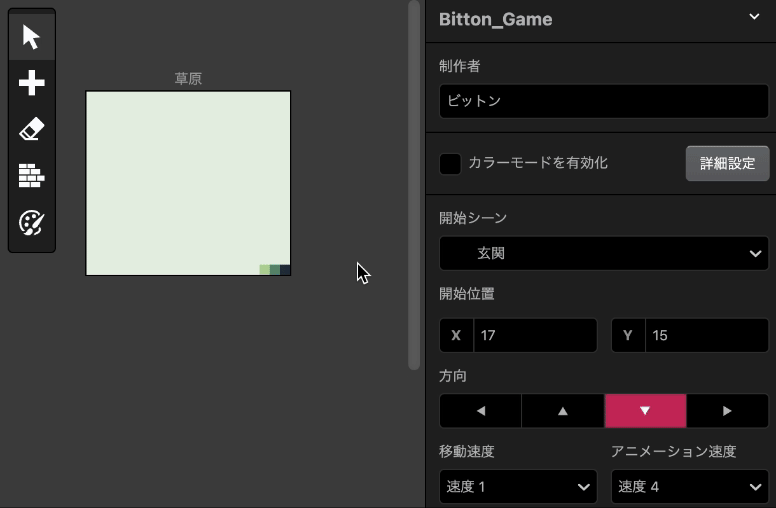 草原
Bitton_Game
制作者
ビットン
カラーモードを有効化
詳細設定
開始シーン
玄関
開始位置
X 17 Y 15
方向
移動速度 アニメーション速度
速度 1 速度 4